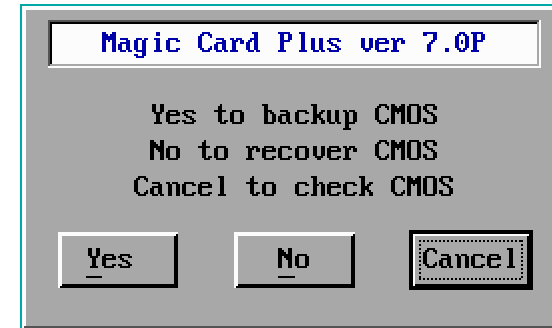 Magic Card Plus ver 7.0P
Yes to backup CMOS
No to recover CMOS
Cancel to check CMOS
Yes No Cancel